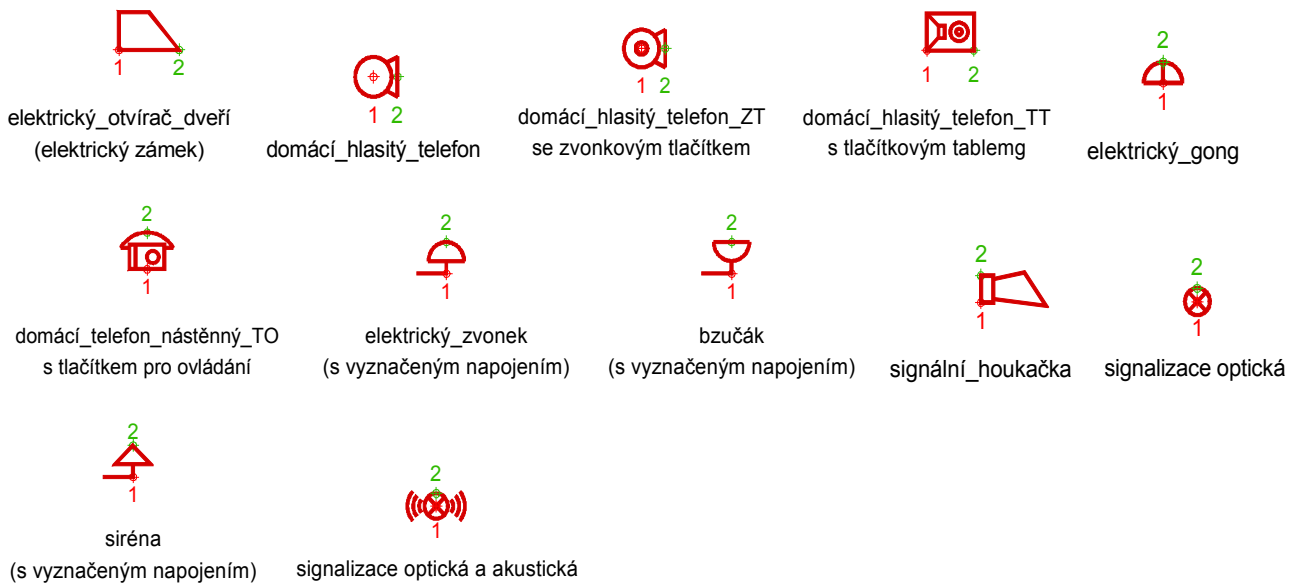 1 2
elektrický_otvírač_dveří
(elektrický zámek)
1 2
domácí_hlasitý_telefon
1 2
domácí_hlasitý_telefon_ZT
se zvonkovým tlačítkem
1 2
domácí_hlasitý_telefon_TT
s tlačítkovým tablemg
2
1
elektrický_gong
2
1
domácí_telefon_nástěnný_TO
s tlačítkem pro ovládání
2
1
elektrický_zvonek
(s vyznačeným napojením)
2
1
bzučák
(s vyznačeným napojením)
2
1
signální_houkačka
2
1
signalizace optická
2
1
siréna
(s vyznačeným napojením)
2
1
signalizace optická a akustická